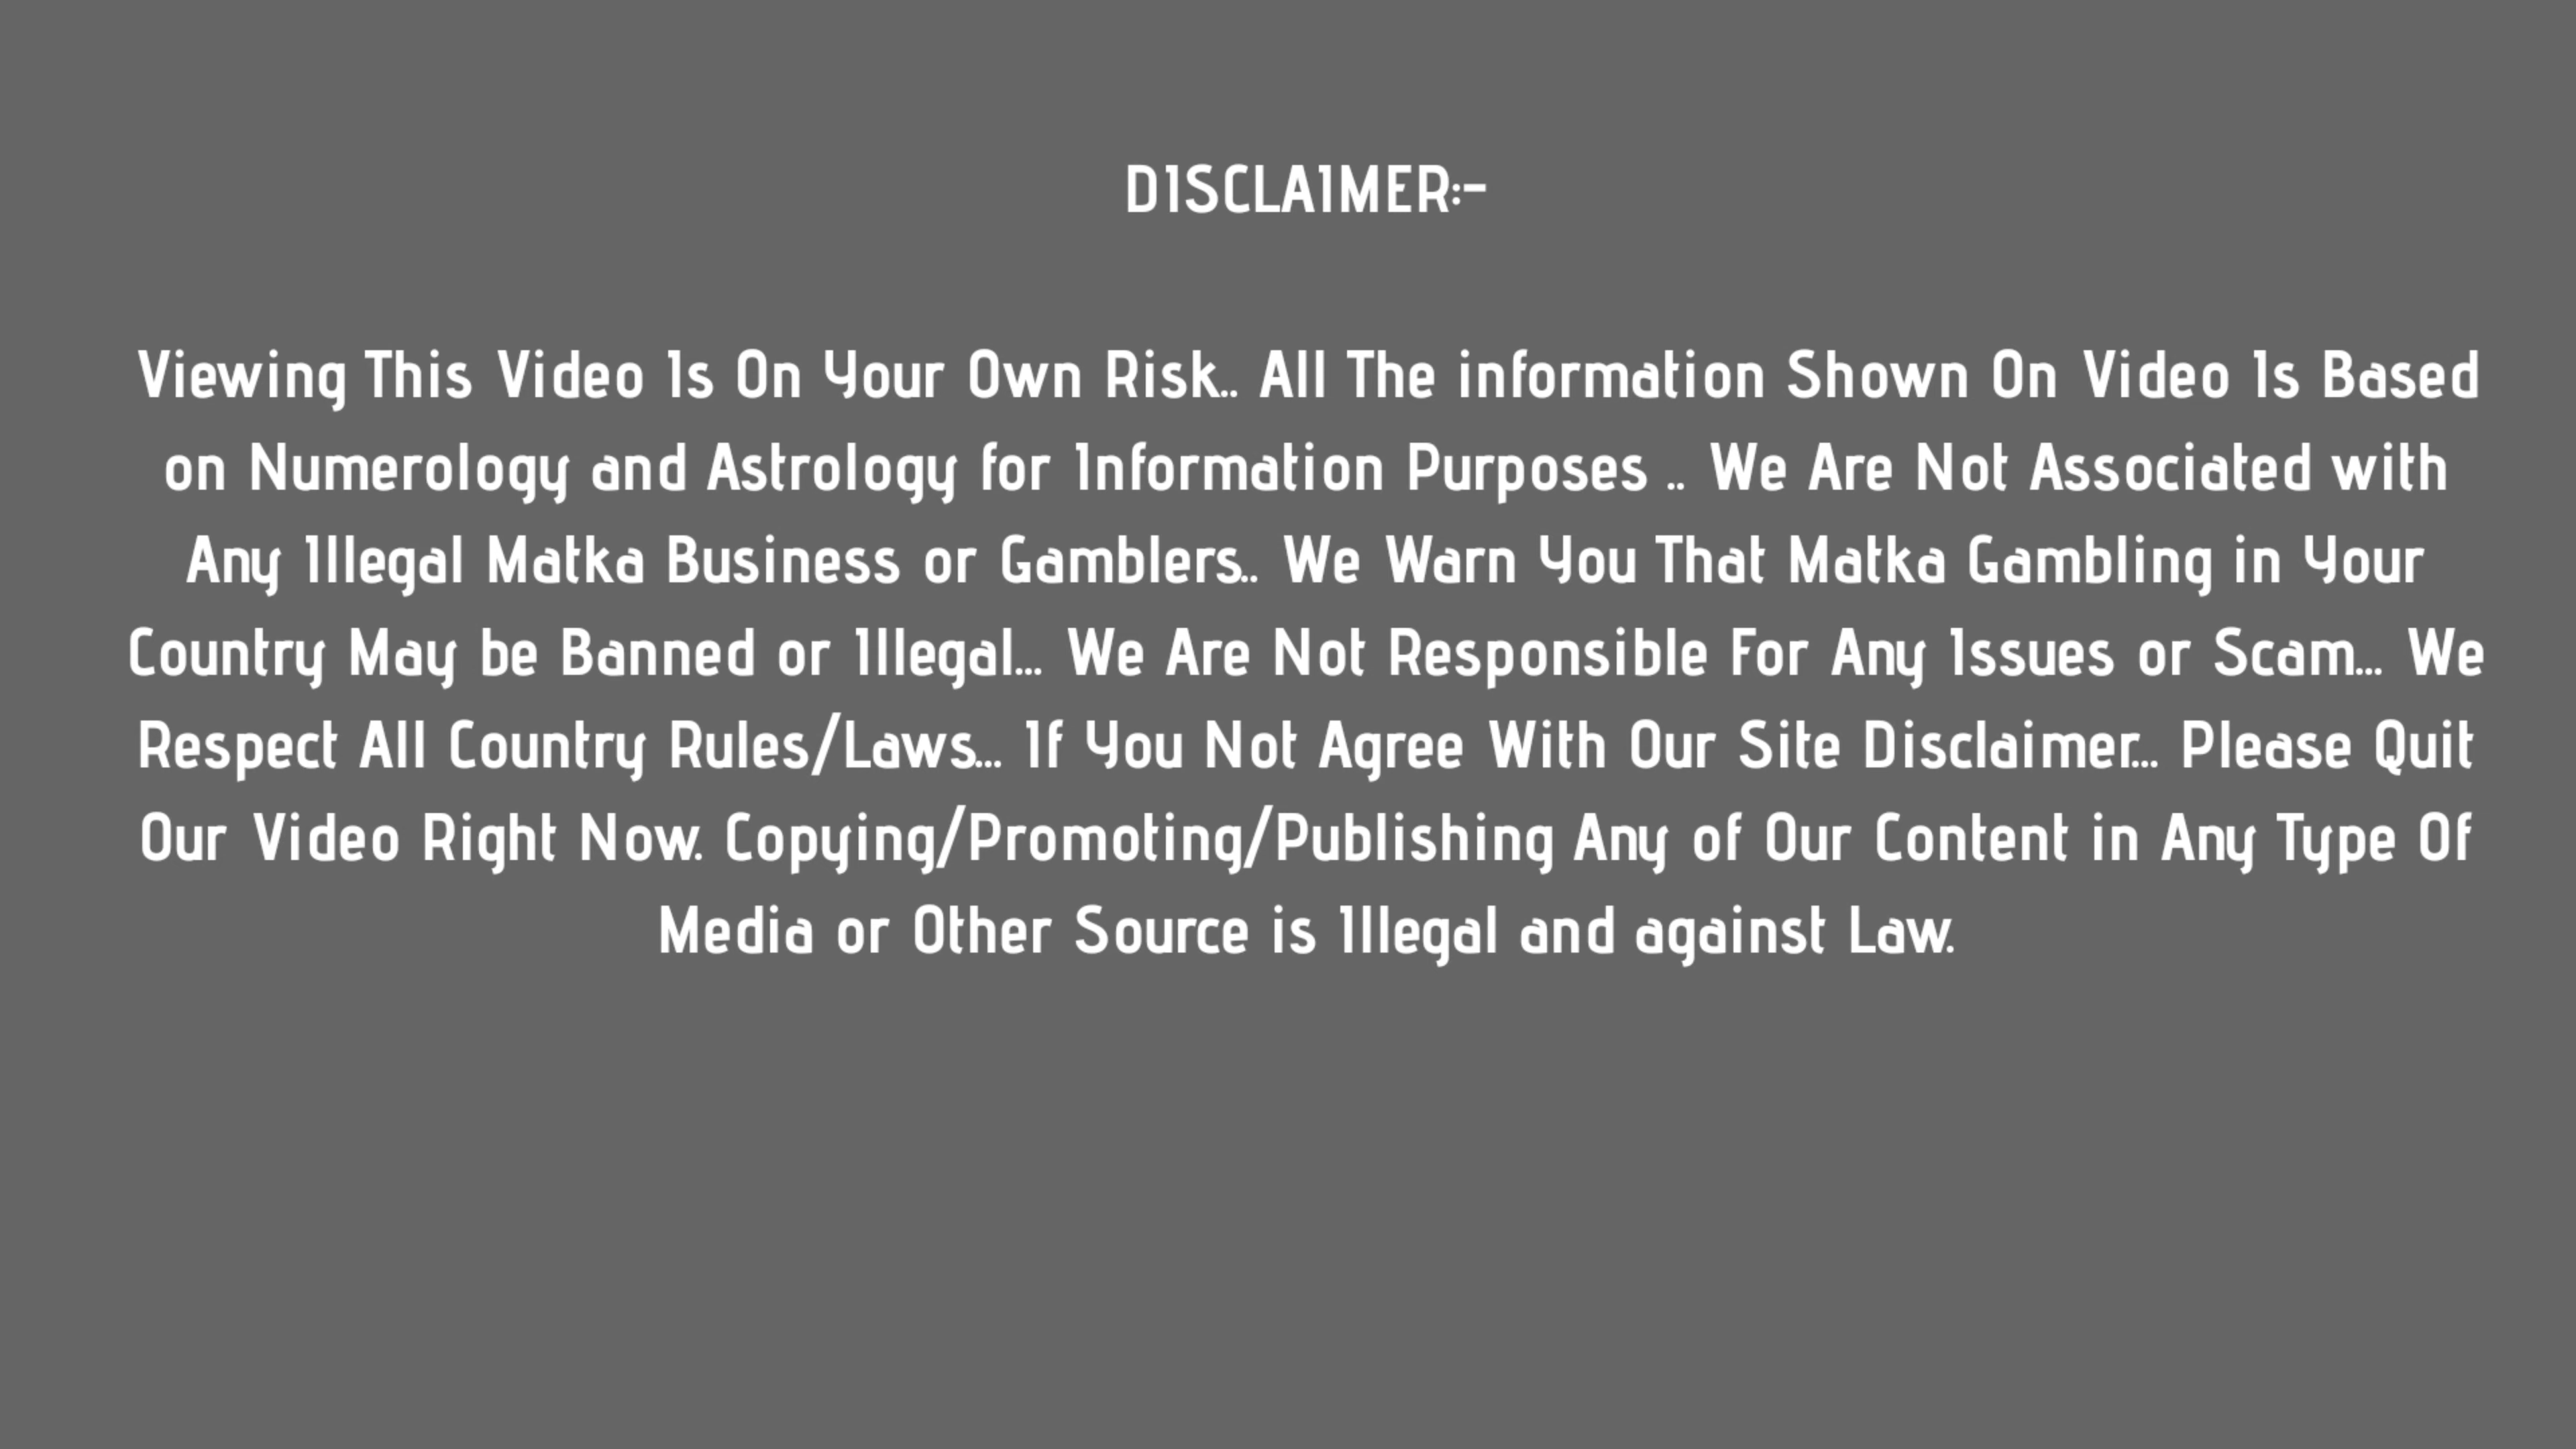 DISCLAIMER:-
Viewing This Video Is On Your Own Risk.. All The information Shown On Video Is Based
on Numerology and Astrology for Information Purposes .. We Are Not Associated with
Any Illegal Matka Business or Gamblers.. We Warn You That Matka Gambling in Your
Country May be Banned or Illegal... We Are Not Responsible For Any Issues or Scam... We
Respect All Country Rules/Laws... If You Not Agree With Our Site Disclaimer... Please Quit
Our Video Right Now. Copying/Promoting/Publishing Any of Our Content in Any Type Of
Media or Other Source is Illegal and against Law.